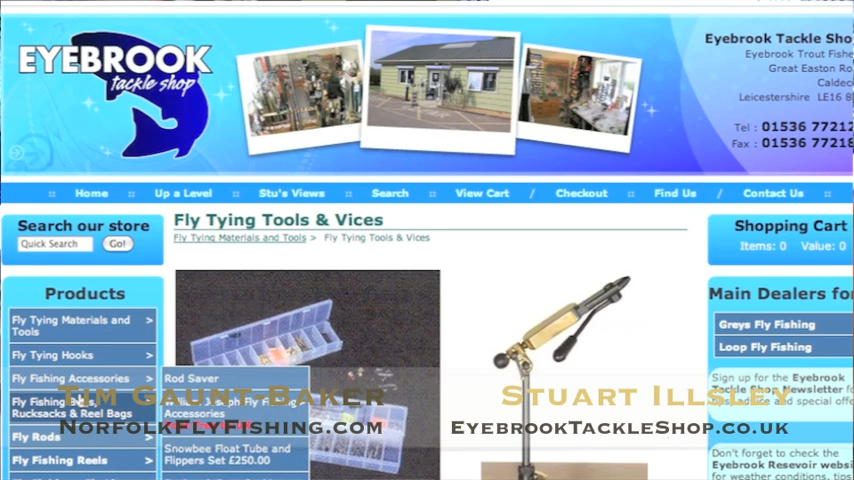 EYEBROOK
tackle shop
Eyebrook Tackle Sho
Eyebrook Trout Fishe
Great Easton Ro
Caldec
Leicestershire LE16 8
Tel : 01536 77212
Fax : 01536 77218
:: Home :: Up a Level :: Stu's Views :: Search :: View Cart / Checkout :: Find Us / Contact Us ::
Search our store
Quick Search Go!
Products
Fly Tying Materials and Tools >
Fly Tying Hooks >
Fly Fishing Accessories >
Rucksacks & Reel Bags
Fly Rods >
Fly Fishing Reels >
Fly Tying Tools & Vices
Fly Tying Materials and Tools > Fly Tying Tools & Vices
Rod Saver
Accessories
Snowbee Float Tube and
Flippers Set £250.00
Shopping Cart
Items: 0 Value: 0
Main Dealers for
Greys Fly Fishing
Loop Fly Fishing
Sign up for the Eyebrook
Tackle Shop Newsletter fo
and special offe
Don't forget to check the
Eyebrook Resevoir websi
for weather conditions, tips
Tim Gaunt-Baker
NorfolkFlyFishing.com
Stuart Illsley
EyebrookTackleShop.co.uk